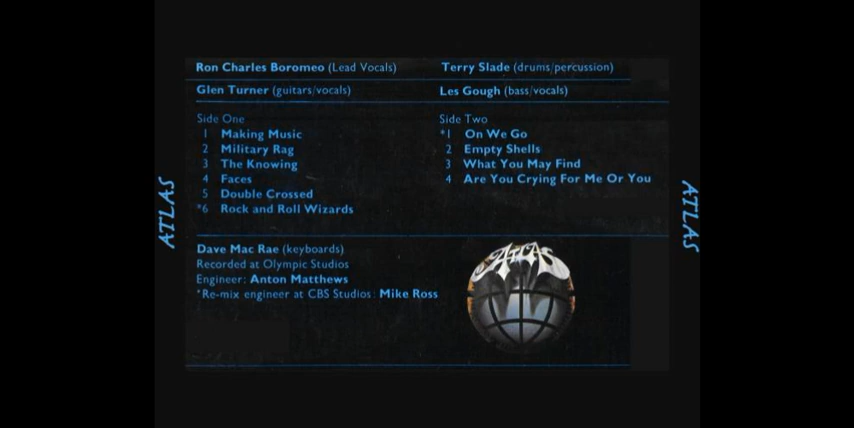 Ron Charles Boromeo (Lead Vocals)
Terry Slade (drums/percussion)
Glen Turner (guitars/vocals)
Les Gough (bass/vocals)
Side One
1 Making Music
2 Military Rag
3 The Knowing
4 Faces
5 Double Crossed
*6 Rock and Roll Wizards
Side Two
*1 On We Go
2 Empty Shells
3 What You May Find
4 Are You Crying For Me Or You
Dave Mac Rae (keyboards)
Recorded at Olympic Studios
Engineer: Anton Matthews
*Re-mix engineer at CBS Studios: Mike Ross
ATLAS
ATLAS
ATLAS